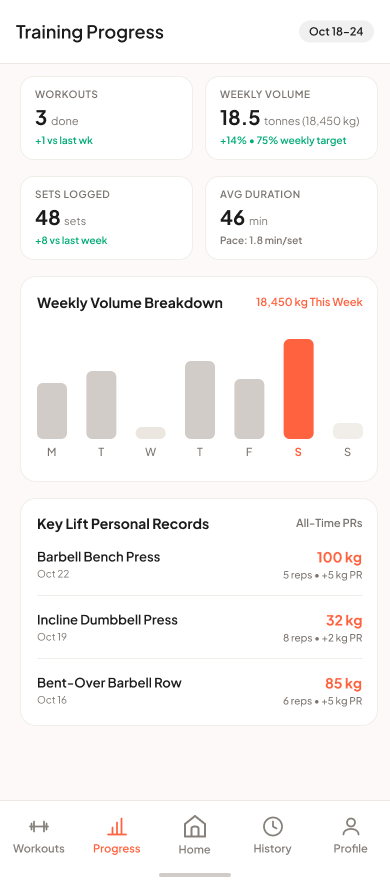 Training Progress
Oct 18–24
WORKOUTS
3 done
+1 vs last wk
WEEKLY VOLUME
18.5 tonnes (18,450 kg)
+14% • 75% weekly target
SETS LOGGED
48 sets
+8 vs last week
AVG DURATION
46 min
Pace: 1.8 min/set
Weekly Volume Breakdown
18,450 kg This Week
M T W T F S S
Key Lift Personal Records
All-Time PRs
Barbell Bench Press
100 kg
Oct 22
5 reps • +5 kg PR
Incline Dumbbell Press
32 kg
Oct 19
8 reps • +2 kg PR
Bent-Over Barbell Row
85 kg
Oct 16
6 reps • +5 kg PR
Workouts Progress Home History Profile